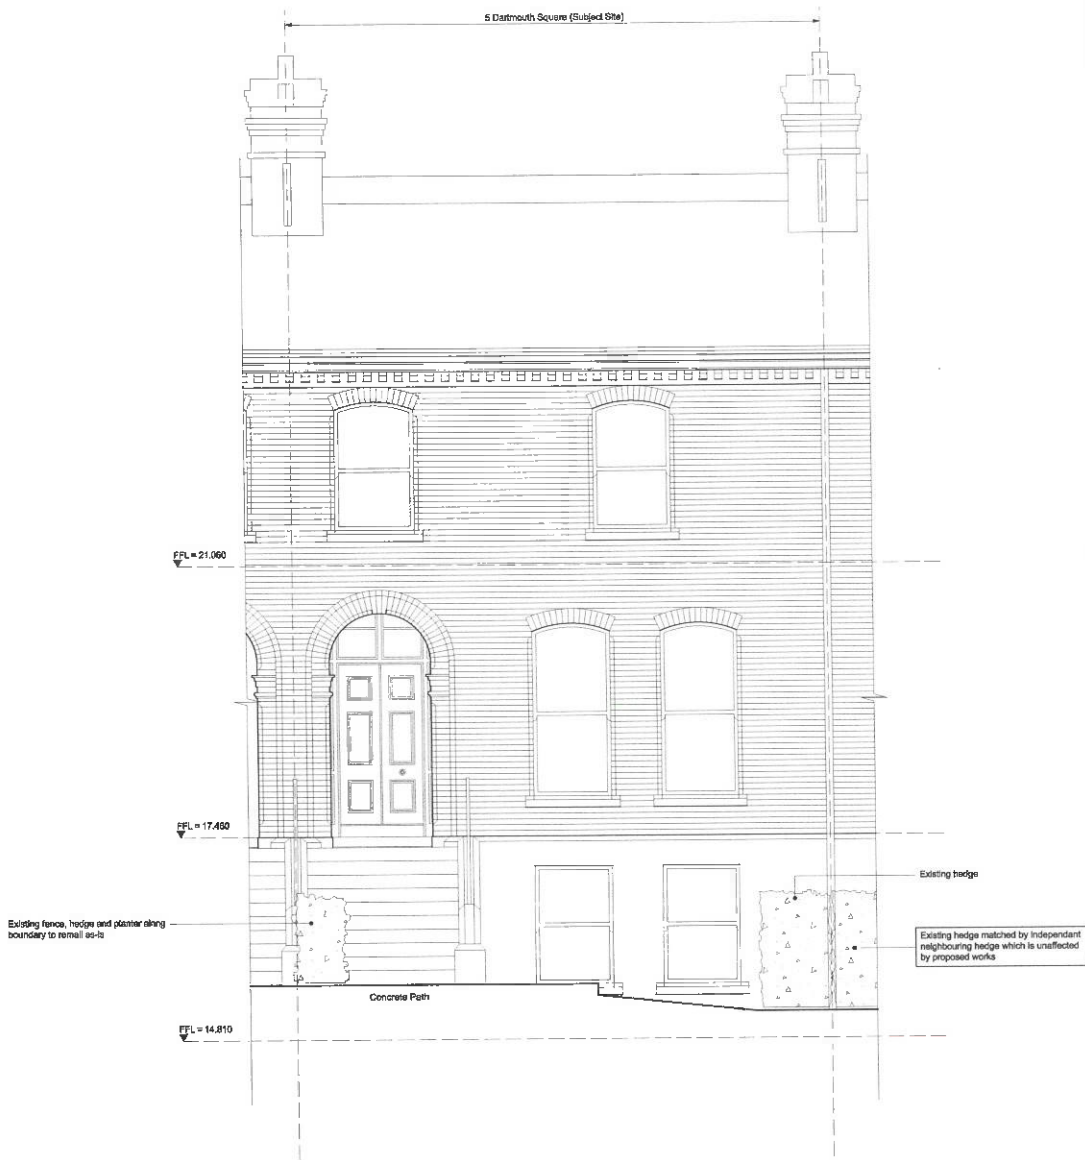 5 Dartmouth Square (Subject Site)
FFL = 21.060
FFL = 17.460
Existing hedge
Existing fence, hedge and planter along
boundary to remail as-is
Existing hedge matched by independant
neighbouring hedge which is unaffected
by proposed works
Concrete Path
FFL = 14.810